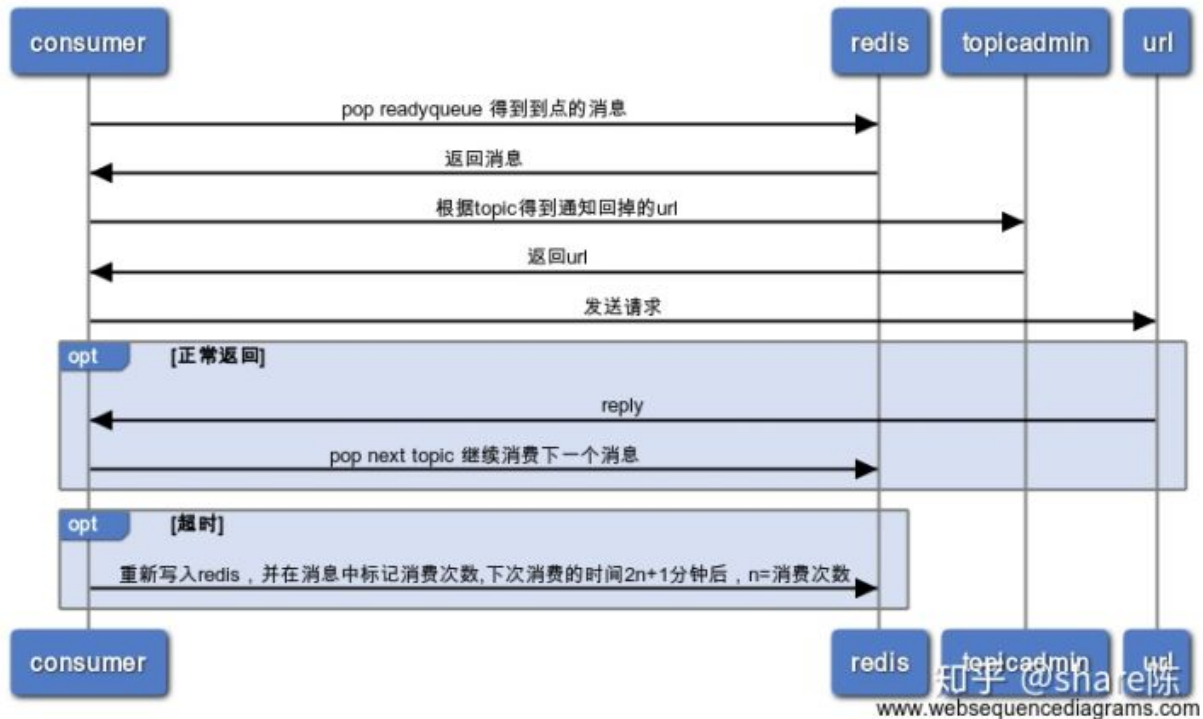 consumer redis topicadmin url
pop readyqueue 得到到点的消息
返回消息
根据topic得到通知回掉的url
返回url
发送请求
opt [正常返回]
reply
pop next topic 继续消费下一个消息
opt [超时]
重新写入redis，并在消息中标记消费次数,下次消费的时间2n+1分钟后，n=消费次数
consumer redis topicadmin url
知乎 @share陈
www.websequencediagrams.com